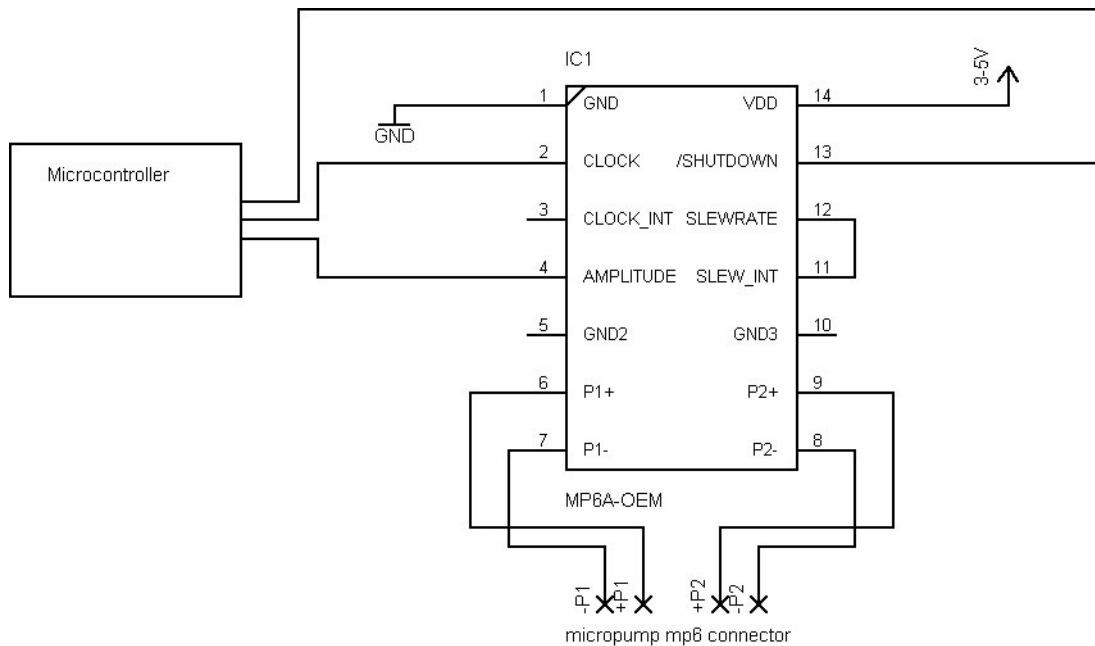 IC1
3-5V
1 GND VDD 14
GND
2 CLOCK /SHUTDOWN 13
Microcontroller
3 CLOCK_INT SLEWRATE 12
4 AMPLITUDE SLEW_INT 11
5 GND2 GND3 10
6 P1+ P2+ 9
7 P1- P2- 8
MP6A-OEM
-P1 +P1 +P2 -P2
micropump mp6 connector